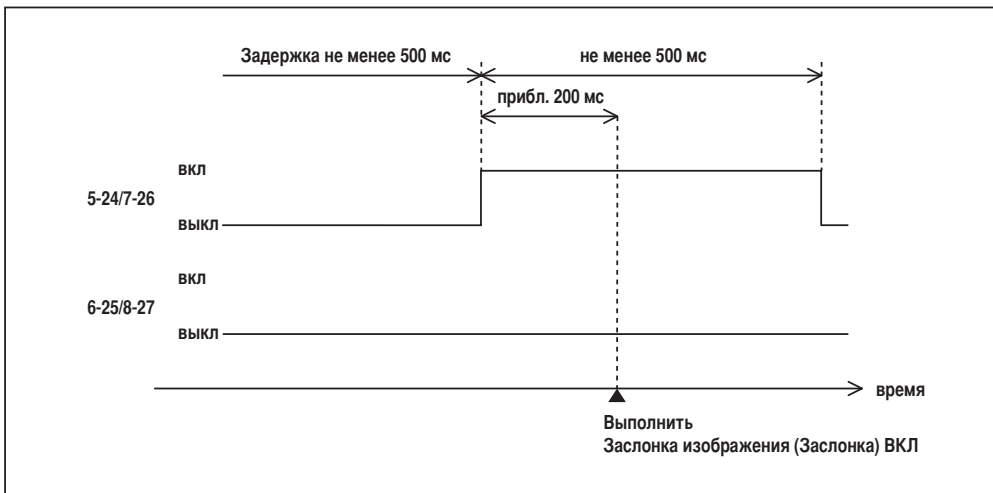 Задержка не менее 500 мс
не менее 500 мс
прибл. 200 мс
ВКЛ
5-24/7-26
ВЫКЛ
ВКЛ
6-25/8-27
ВЫКЛ
время
Выполнить
Заслонка изображения (Заслонка) ВКЛ